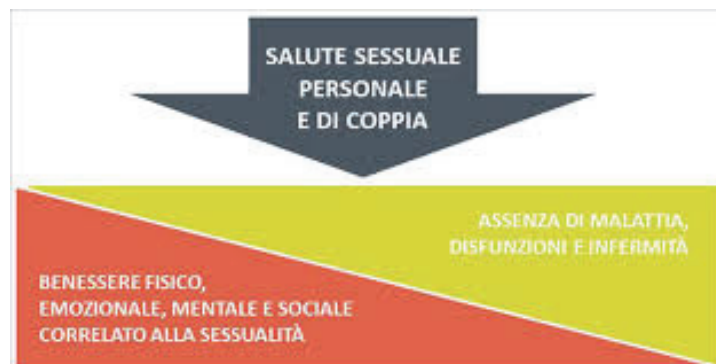 SALUTE SESSUALE
PERSONALE
E DI COPPIA
ASSENZA DI MALATTIA,
DISFUNZIONI E INFERMITÀ
BENESSERE FISICO,
EMOZIONALE, MENTALE E SOCIALE
CORRELATO ALLA SESSUALITÀ